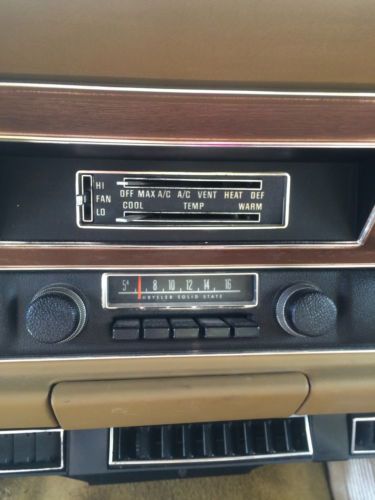 HI
FAN
LO
OFF MAX A/C A/C VENT HEAT DEF
COOL TEMP WARM
8 10 12 14 16
CHRYSLER SOLID STATE